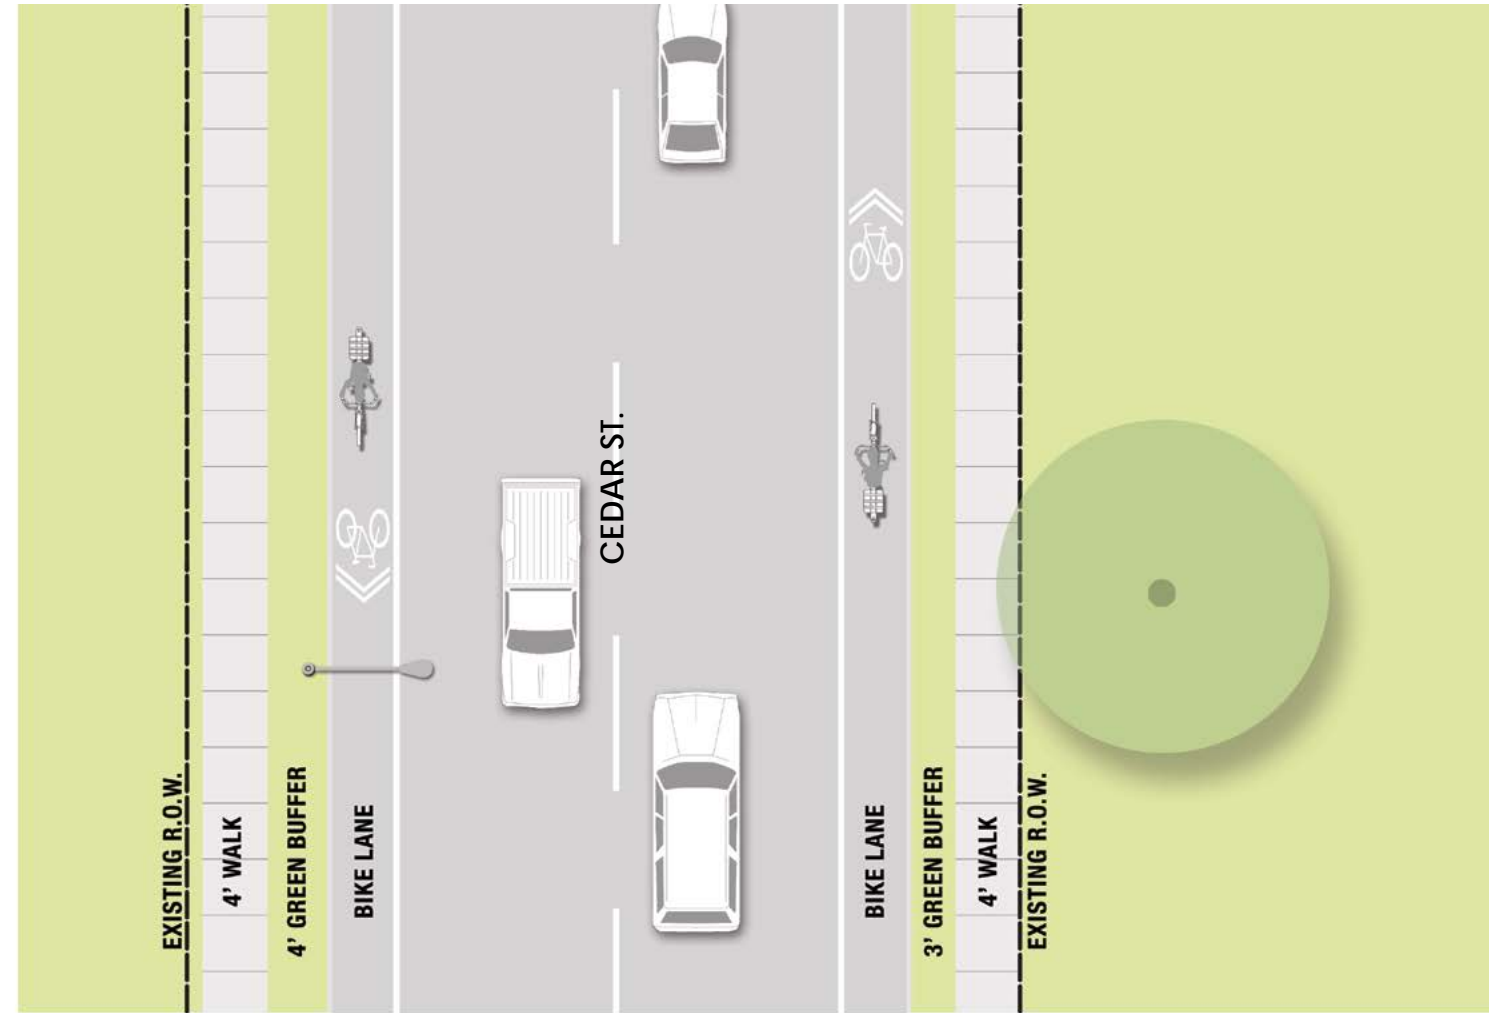 EXISTING R.O.W.
4' WALK
4' GREEN BUFFER
BIKE LANE
CEDAR ST.
BIKE LANE
3' GREEN BUFFER
4' WALK
EXISTING R.O.W.